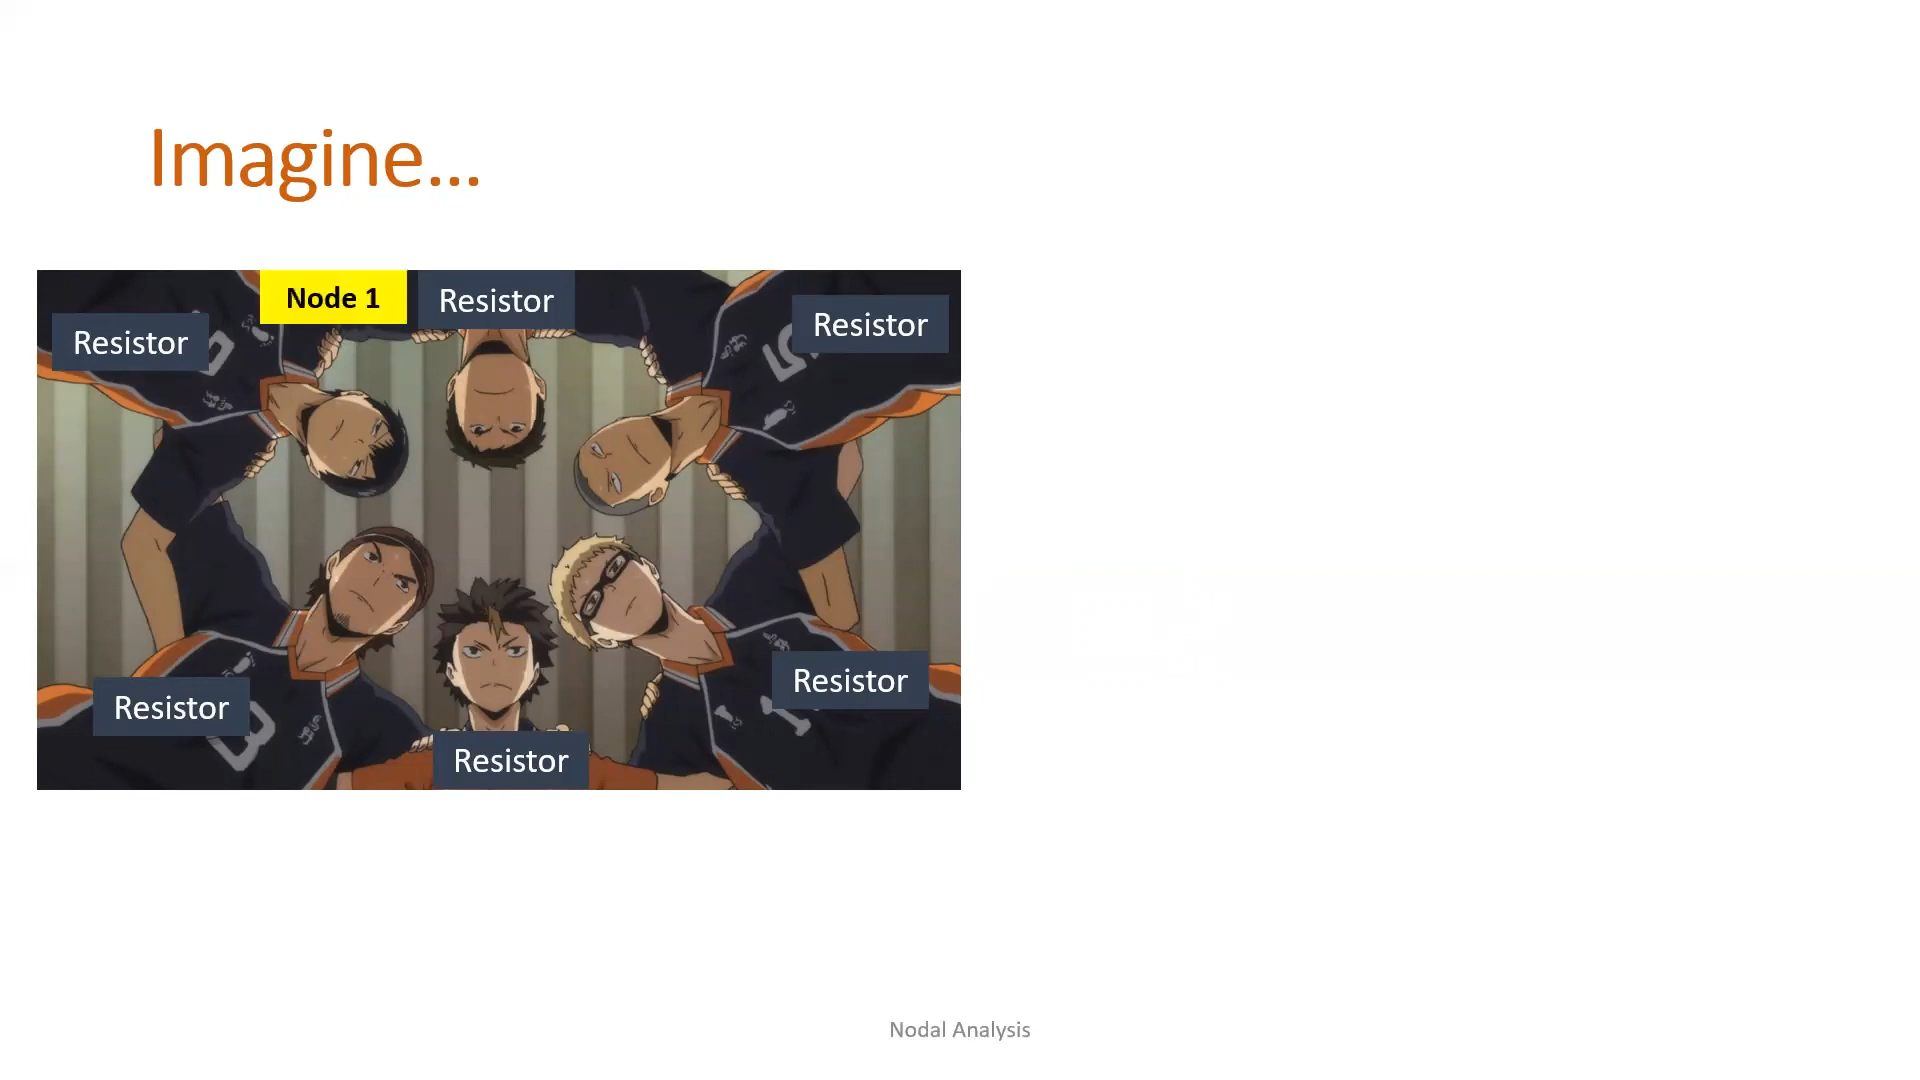 Imagine...
Node 1
Resistor
Resistor
Resistor
Resistor
Resistor
Resistor
Nodal Analysis